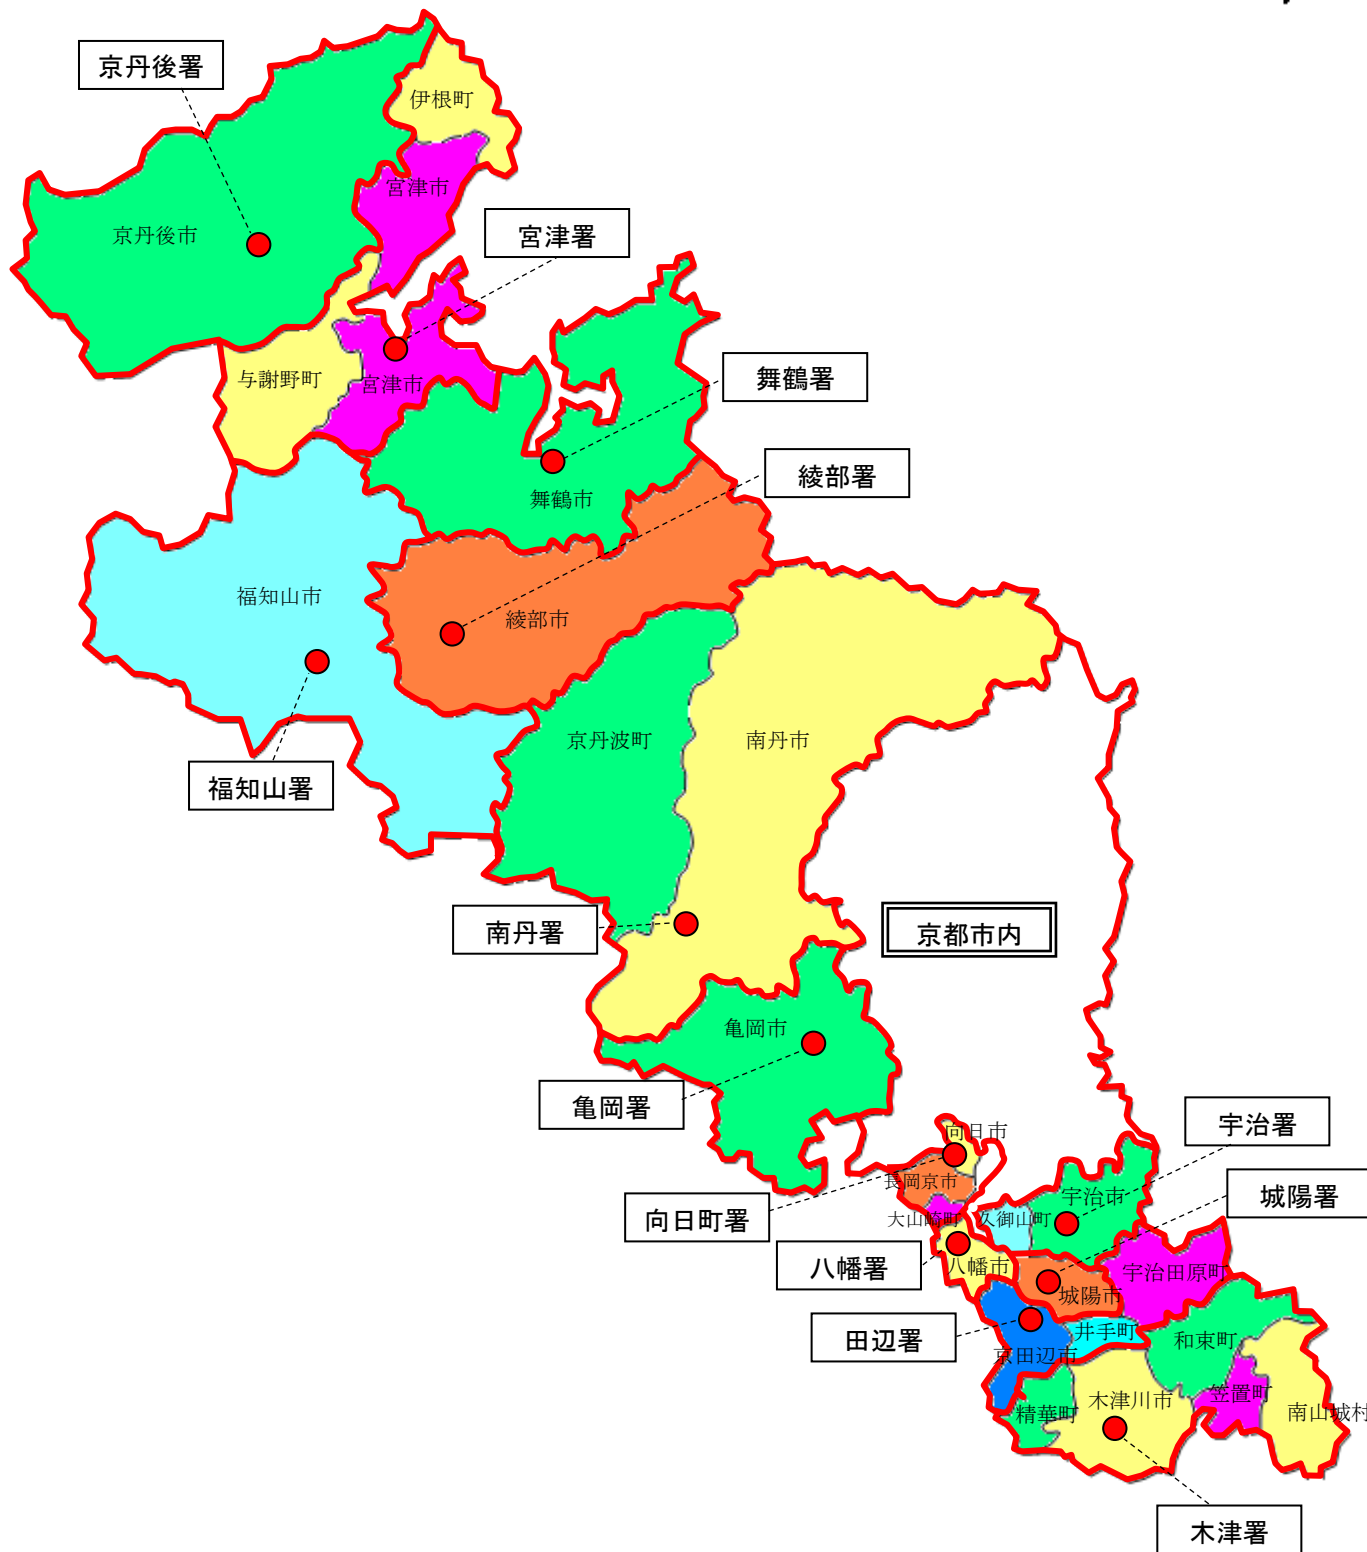 京丹後署
伊根町
宮津市
京丹後市
宮津署
与謝野町
宮津市
舞鶴署
綾部署
舞鶴市
福知山市
綾部市
京丹波町
南丹市
福知山署
南丹署
京都市内
亀岡市
亀岡署
宇治署
向日市
長岡京市
宇治市
城陽署
向日町署
大山崎町
久御山町
八幡署
八幡市
宇治田原町
城陽市
田辺署
井手町
和束町
京田辺市
笠置町
木津川市
精華町
南山城村
木津署